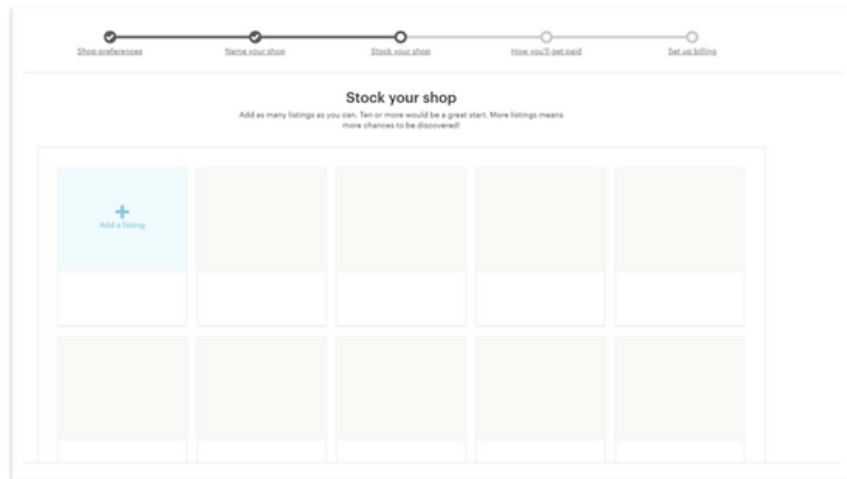 Shop preferences
Name your shop
Stock your shop
How you'll get paid
Set up billing
Stock your shop
Add as many listings as you can. Ten or more would be a great start. More listings means
more chances to be discovered!
Add a listing